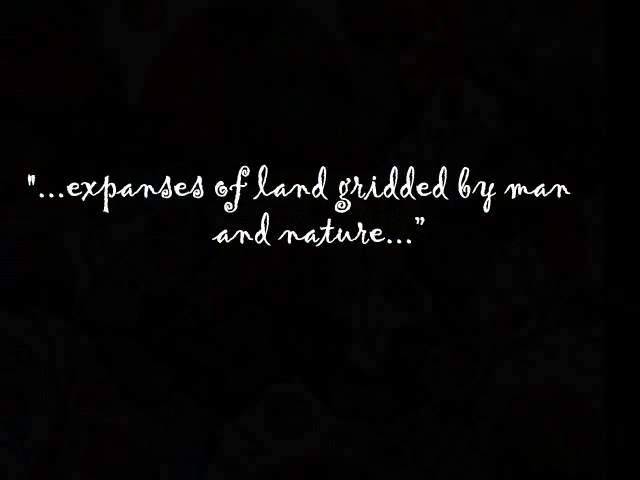 "...expanses of land gridded by man
and nature..."